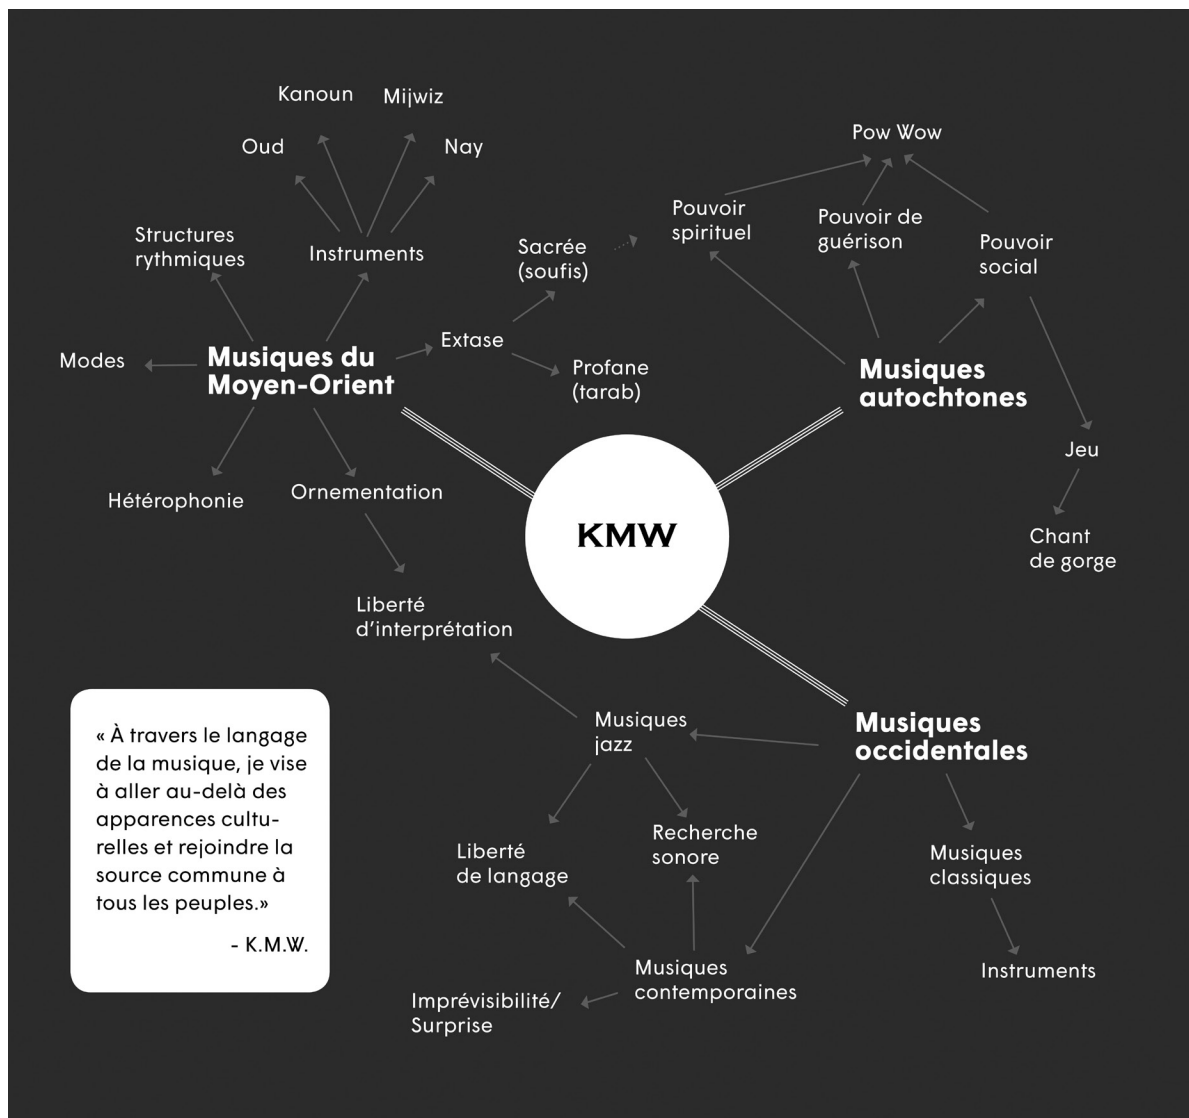 Kanoun
Mijwiz
Oud
Nay
Structures
rythmiques
Instruments
Modes
Musiques du
Moyen-Orient
Extase
Sacrée
(soufis)
Profane
(tarab)
Hétérophonie
Ornementation
Liberté
d’interprétation
Pow Wow
Pouvoir
spirituel
Pouvoir de
guérison
Pouvoir
social
Musiques
autochtones
Jeu
Chant
de gorge
KMW
Musiques
occidentales
Musiques
jazz
Liberté
de langage
Recherche
sonore
Musiques
classiques
Instruments
Musiques
contemporaines
Imprévisibilité/
Surprise
« À travers le langage
de la musique, je vise
à aller au-delà des
apparences cultu-
relles et rejoindre la
source commune à
tous les peuples.»
- K.M.W.